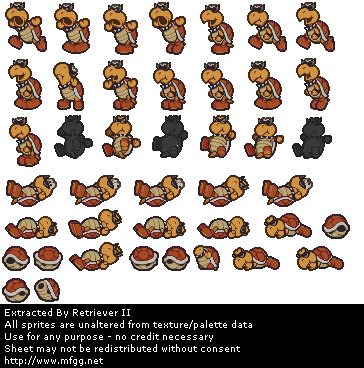 Extracted By Retriever II
All sprites are unaltered from texture/palette data
Use for any purpose - no credit necessary
Sheet may not be redistributed without consent
http://www.mfgg.net